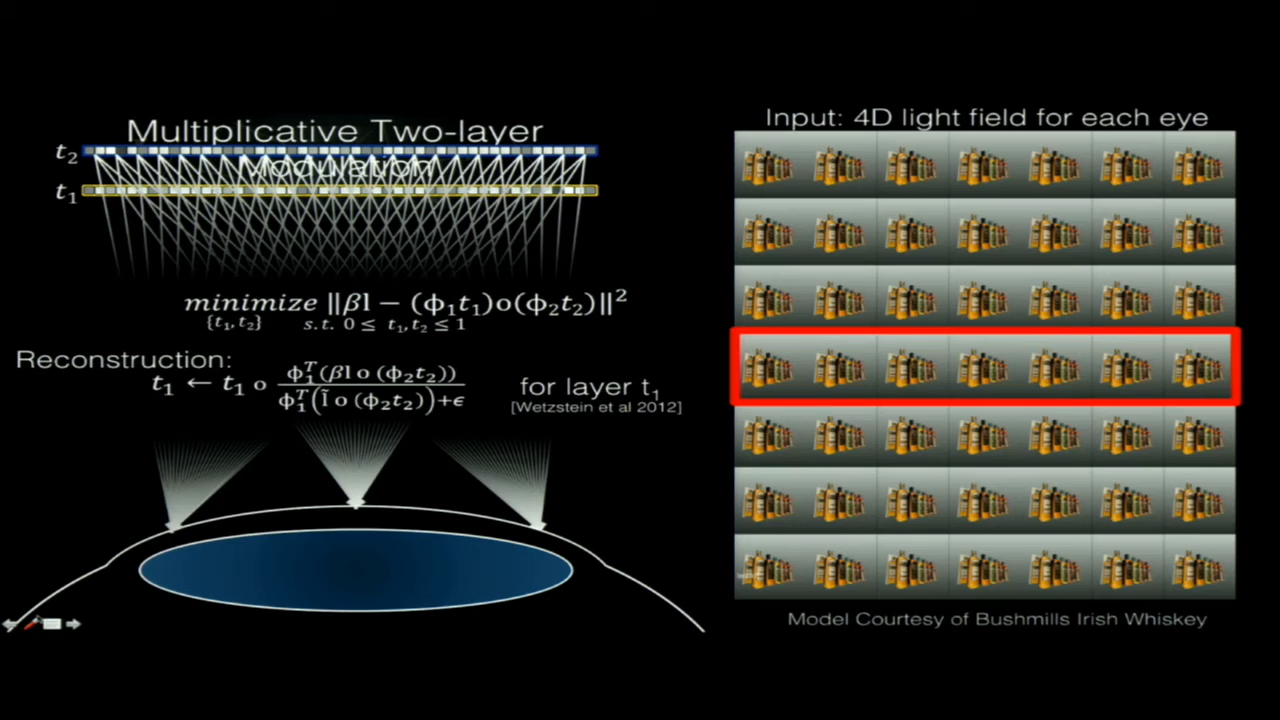 Multiplicative Two-layer
Modulation
t₂
t₁
minimize ‖βl − (ϕ₁t₁)o(ϕ₂t₂)‖²
{t₁,t₂} s.t. 0 ≤ t₁,t₂ ≤ 1
Reconstruction:
t₁ ← t₁ o ϕ₁ᵀ(βl o (ϕ₂t₂)) / ϕ₁ᵀ(l̃ o (ϕ₂t₂))+ϵ
for layer t₁
[Wetzstein et al 2012]
Input: 4D light field for each eye
Model Courtesy of Bushmills Irish Whiskey